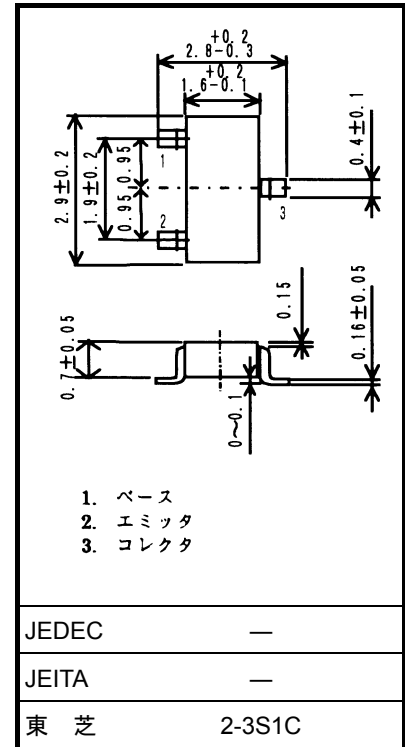 +0.2
2.8-0.3
+0.2
1.6-0.1
2.9±0.2
1.9±0.2
0.95
0.95
1
2
3
0.4±0.1
0.7±0.05
0.15
0.16±0.05
0~0.1
1. ベース
2. エミッタ
3. コレクタ
JEDEC —
JEITA —
東 芝 2-3S1C